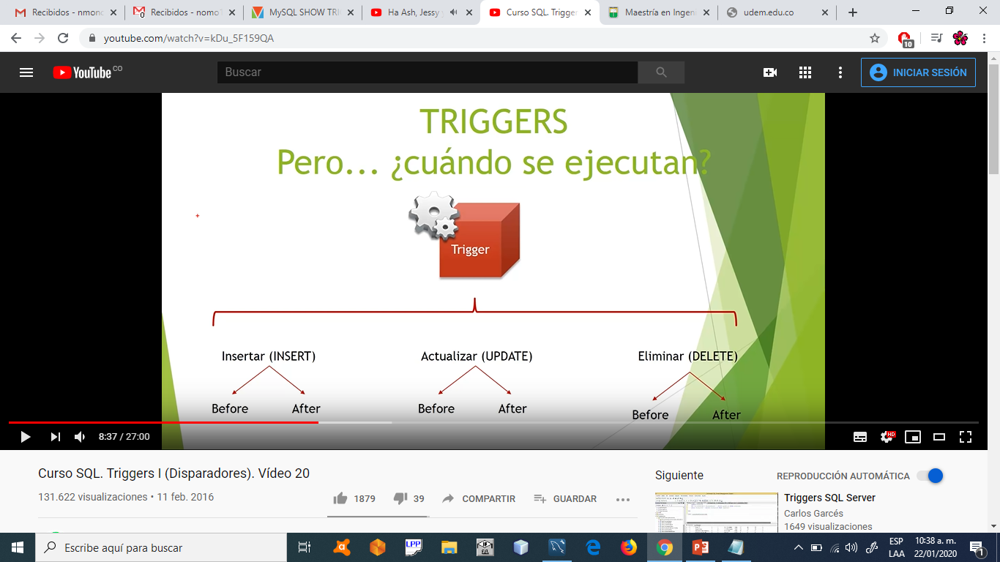 Recibidos - nmonc
Recibidos - nomo1
MySQL SHOW TRI
Ha Ash, Jessy y
Curso SQL. Trigger
Maestría en Ingeni
udem.edu.co
youtube.com/watch?v=kDu_5F159QA
10
YouTube CO
Buscar
INICIAR SESIÓN
TRIGGERS
Pero... ¿cuándo se ejecutan?
Trigger
Insertar (INSERT) Actualizar (UPDATE) Eliminar (DELETE)
Before After Before After Before After
8:37 / 27:00
HD
Curso SQL. Triggers I (Disparadores). Vídeo 20
131.622 visualizaciones • 11 feb. 2016
1879 39 COMPARTIR GUARDAR
Siguiente REPRODUCCIÓN AUTOMÁTICA
Triggers SQL Server
Carlos Garcés
1649 visualizaciones
Escribe aquí para buscar
LPP
ESP
LAA
10:38 a. m.
22/01/2020
1